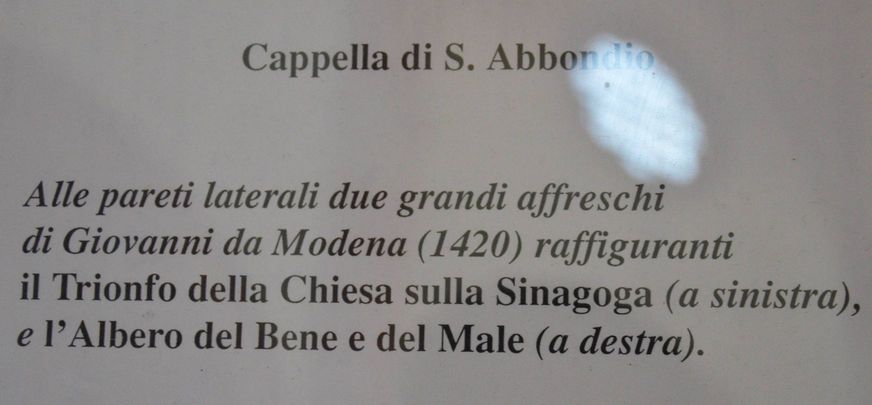 Cappella di S. Abbondio
Alle pareti laterali due grandi affreschi
di Giovanni da Modena (1420) raffiguranti
il Trionfo della Chiesa sulla Sinagoga (a sinistra),
e l'Albero del Bene e del Male (a destra).